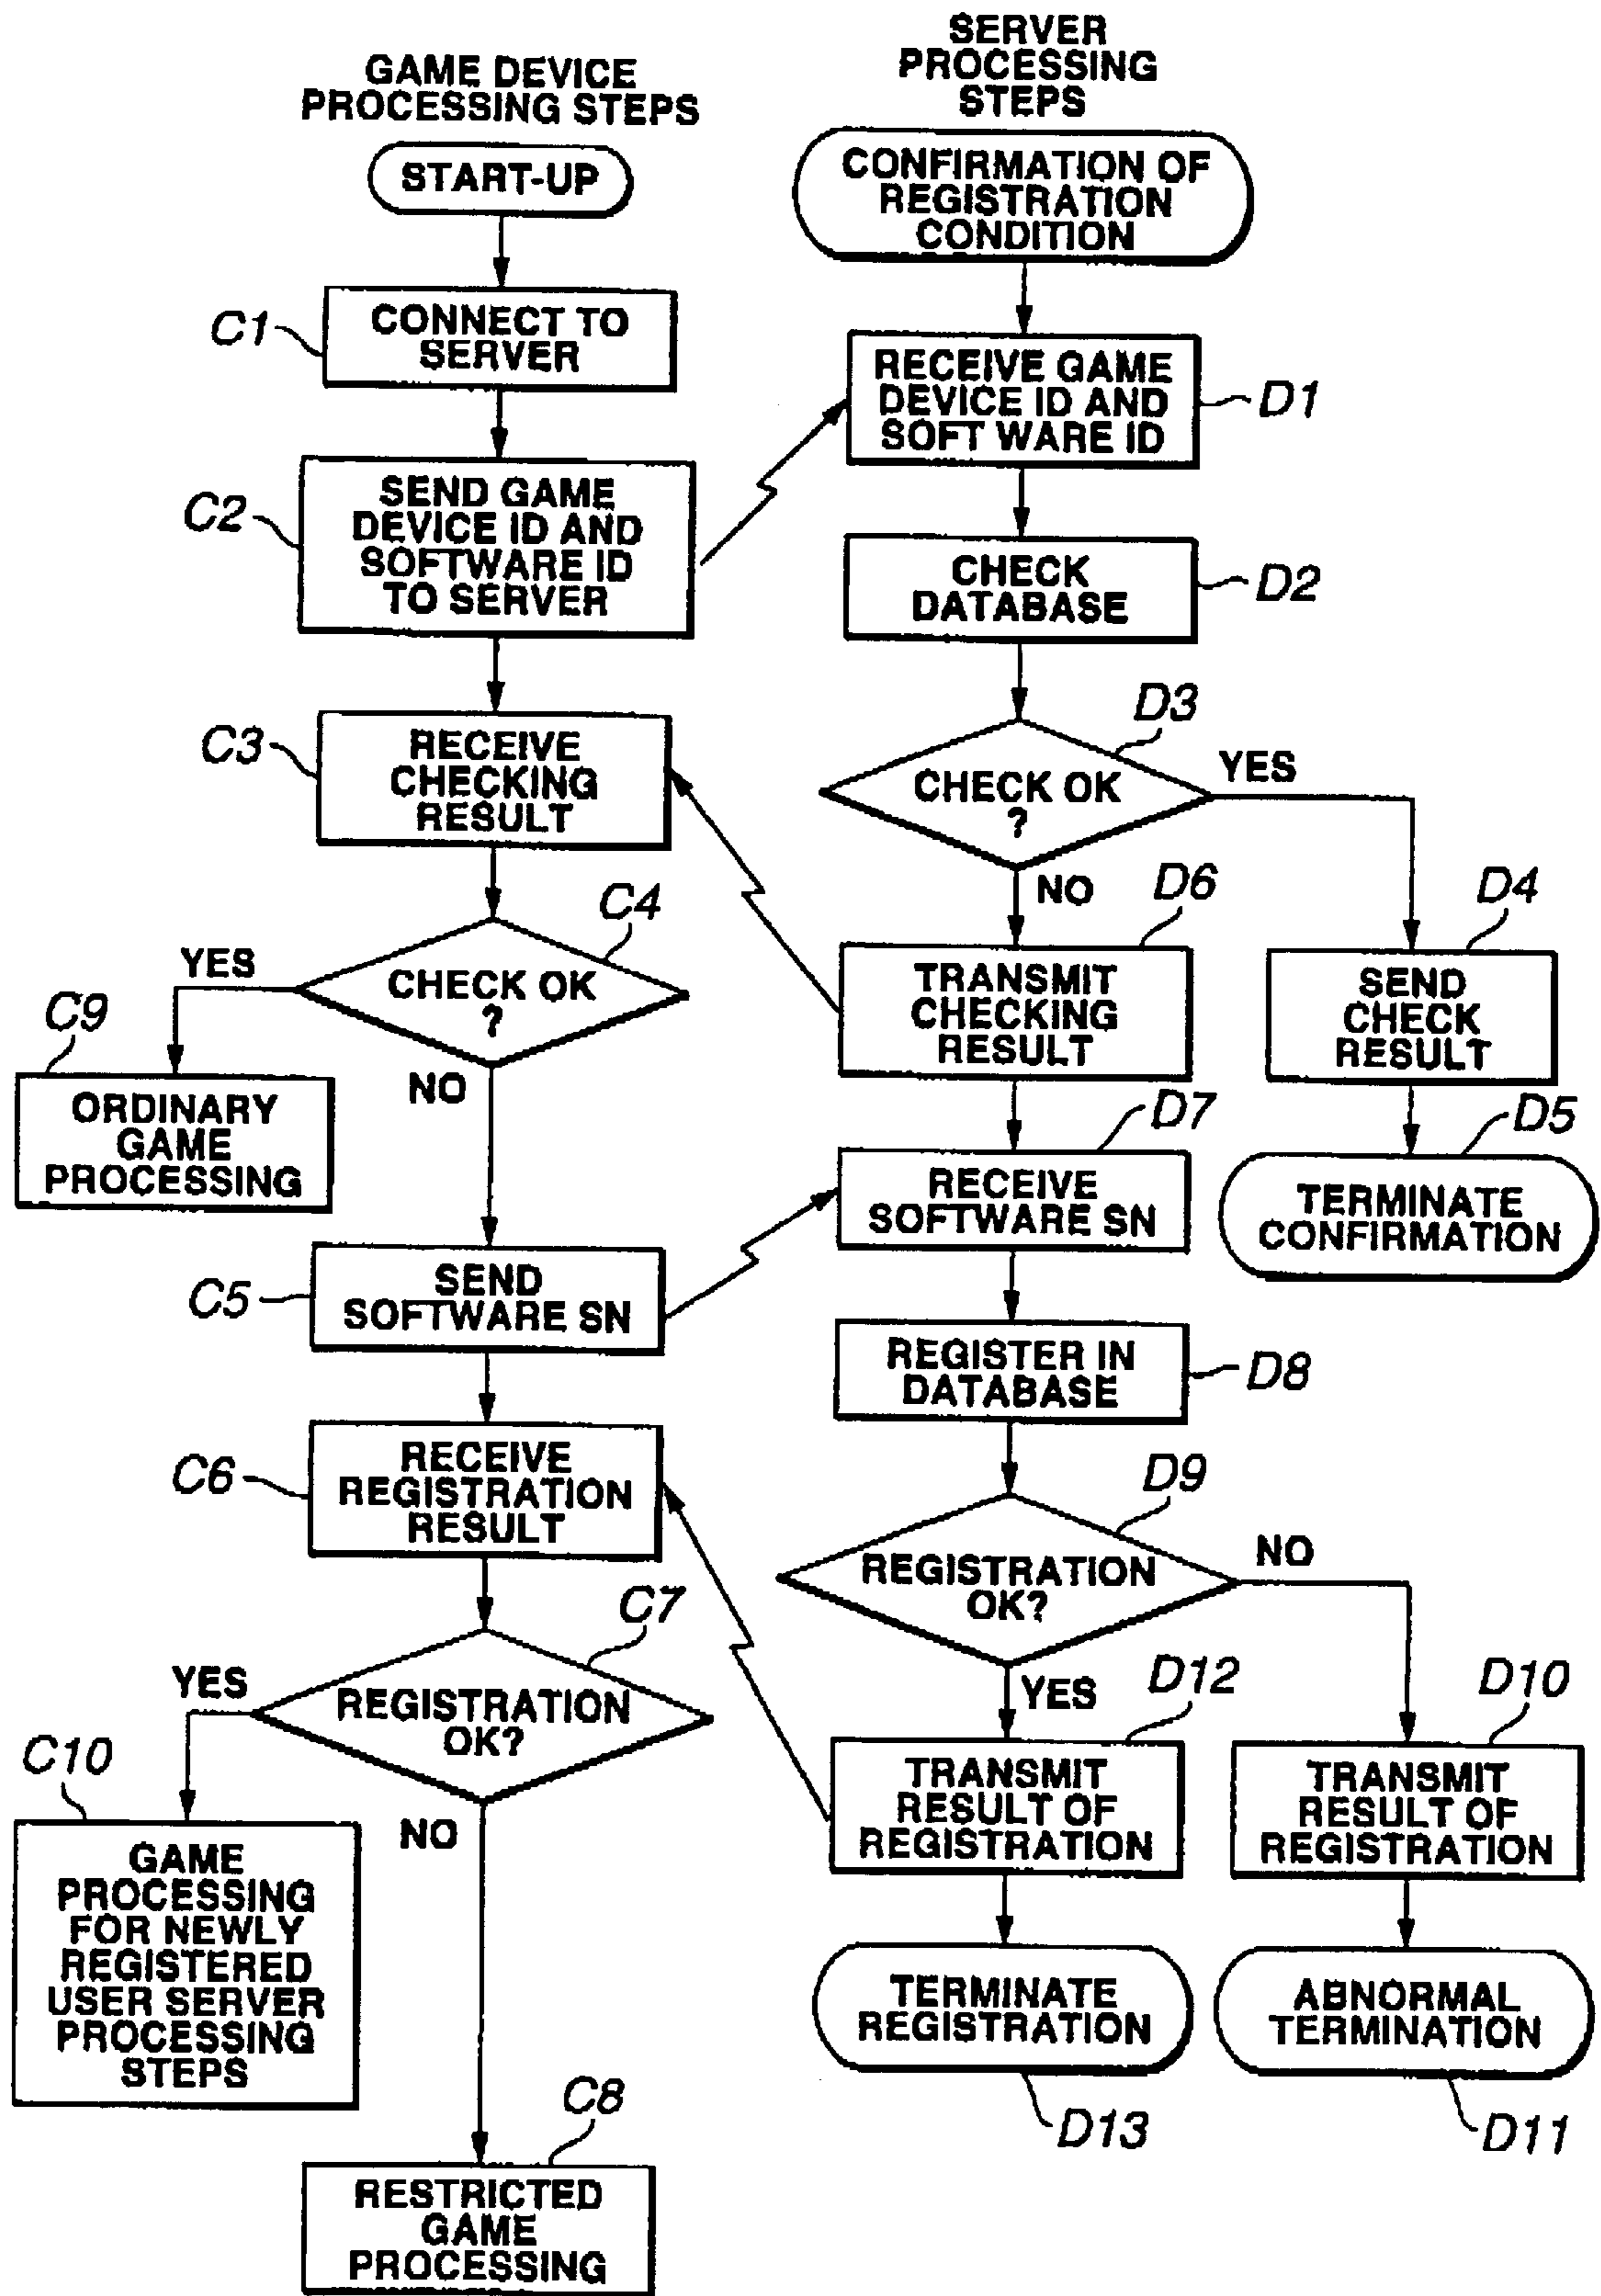 GAME DEVICE
PROCESSING STEPS
START-UP
C1
CONNECT TO
SERVER
C2
SEND GAME
DEVICE ID AND
SOFTWARE ID
TO SERVER
C3
RECEIVE
CHECKING
RESULT
C4
CHECK OK
?
YES
NO
C9
ORDINARY
GAME
PROCESSING
C5
SEND
SOFTWARE SN
C6
RECEIVE
REGISTRATION
RESULT
C7
REGISTRATION
OK?
YES
NO
C10
GAME
PROCESSING
FOR NEWLY
REGISTERED
USER SERVER
PROCESSING
STEPS
C8
RESTRICTED
GAME
PROCESSING
SERVER
PROCESSING
STEPS
CONFIRMATION OF
REGISTRATION
CONDITION
RECEIVE GAME
DEVICE ID AND
SOFT WARE ID
D1
CHECK
DATABASE
D2
D3
CHECK OK
?
YES
NO
D4
SEND
CHECK
RESULT
D5
TERMINATE
CONFIRMATION
D6
TRANSMIT
CHECKING
RESULT
D7
RECEIVE
SOFTWARE SN
REGISTER IN
DATABASE
D8
D9
REGISTRATION
OK?
NO
YES
D12
TRANSMIT
RESULT OF
REGISTRATION
TERMINATE
REGISTRATION
D13
D10
TRANSMIT
RESULT OF
REGISTRATION
ABNORMAL
TERMINATION
D11